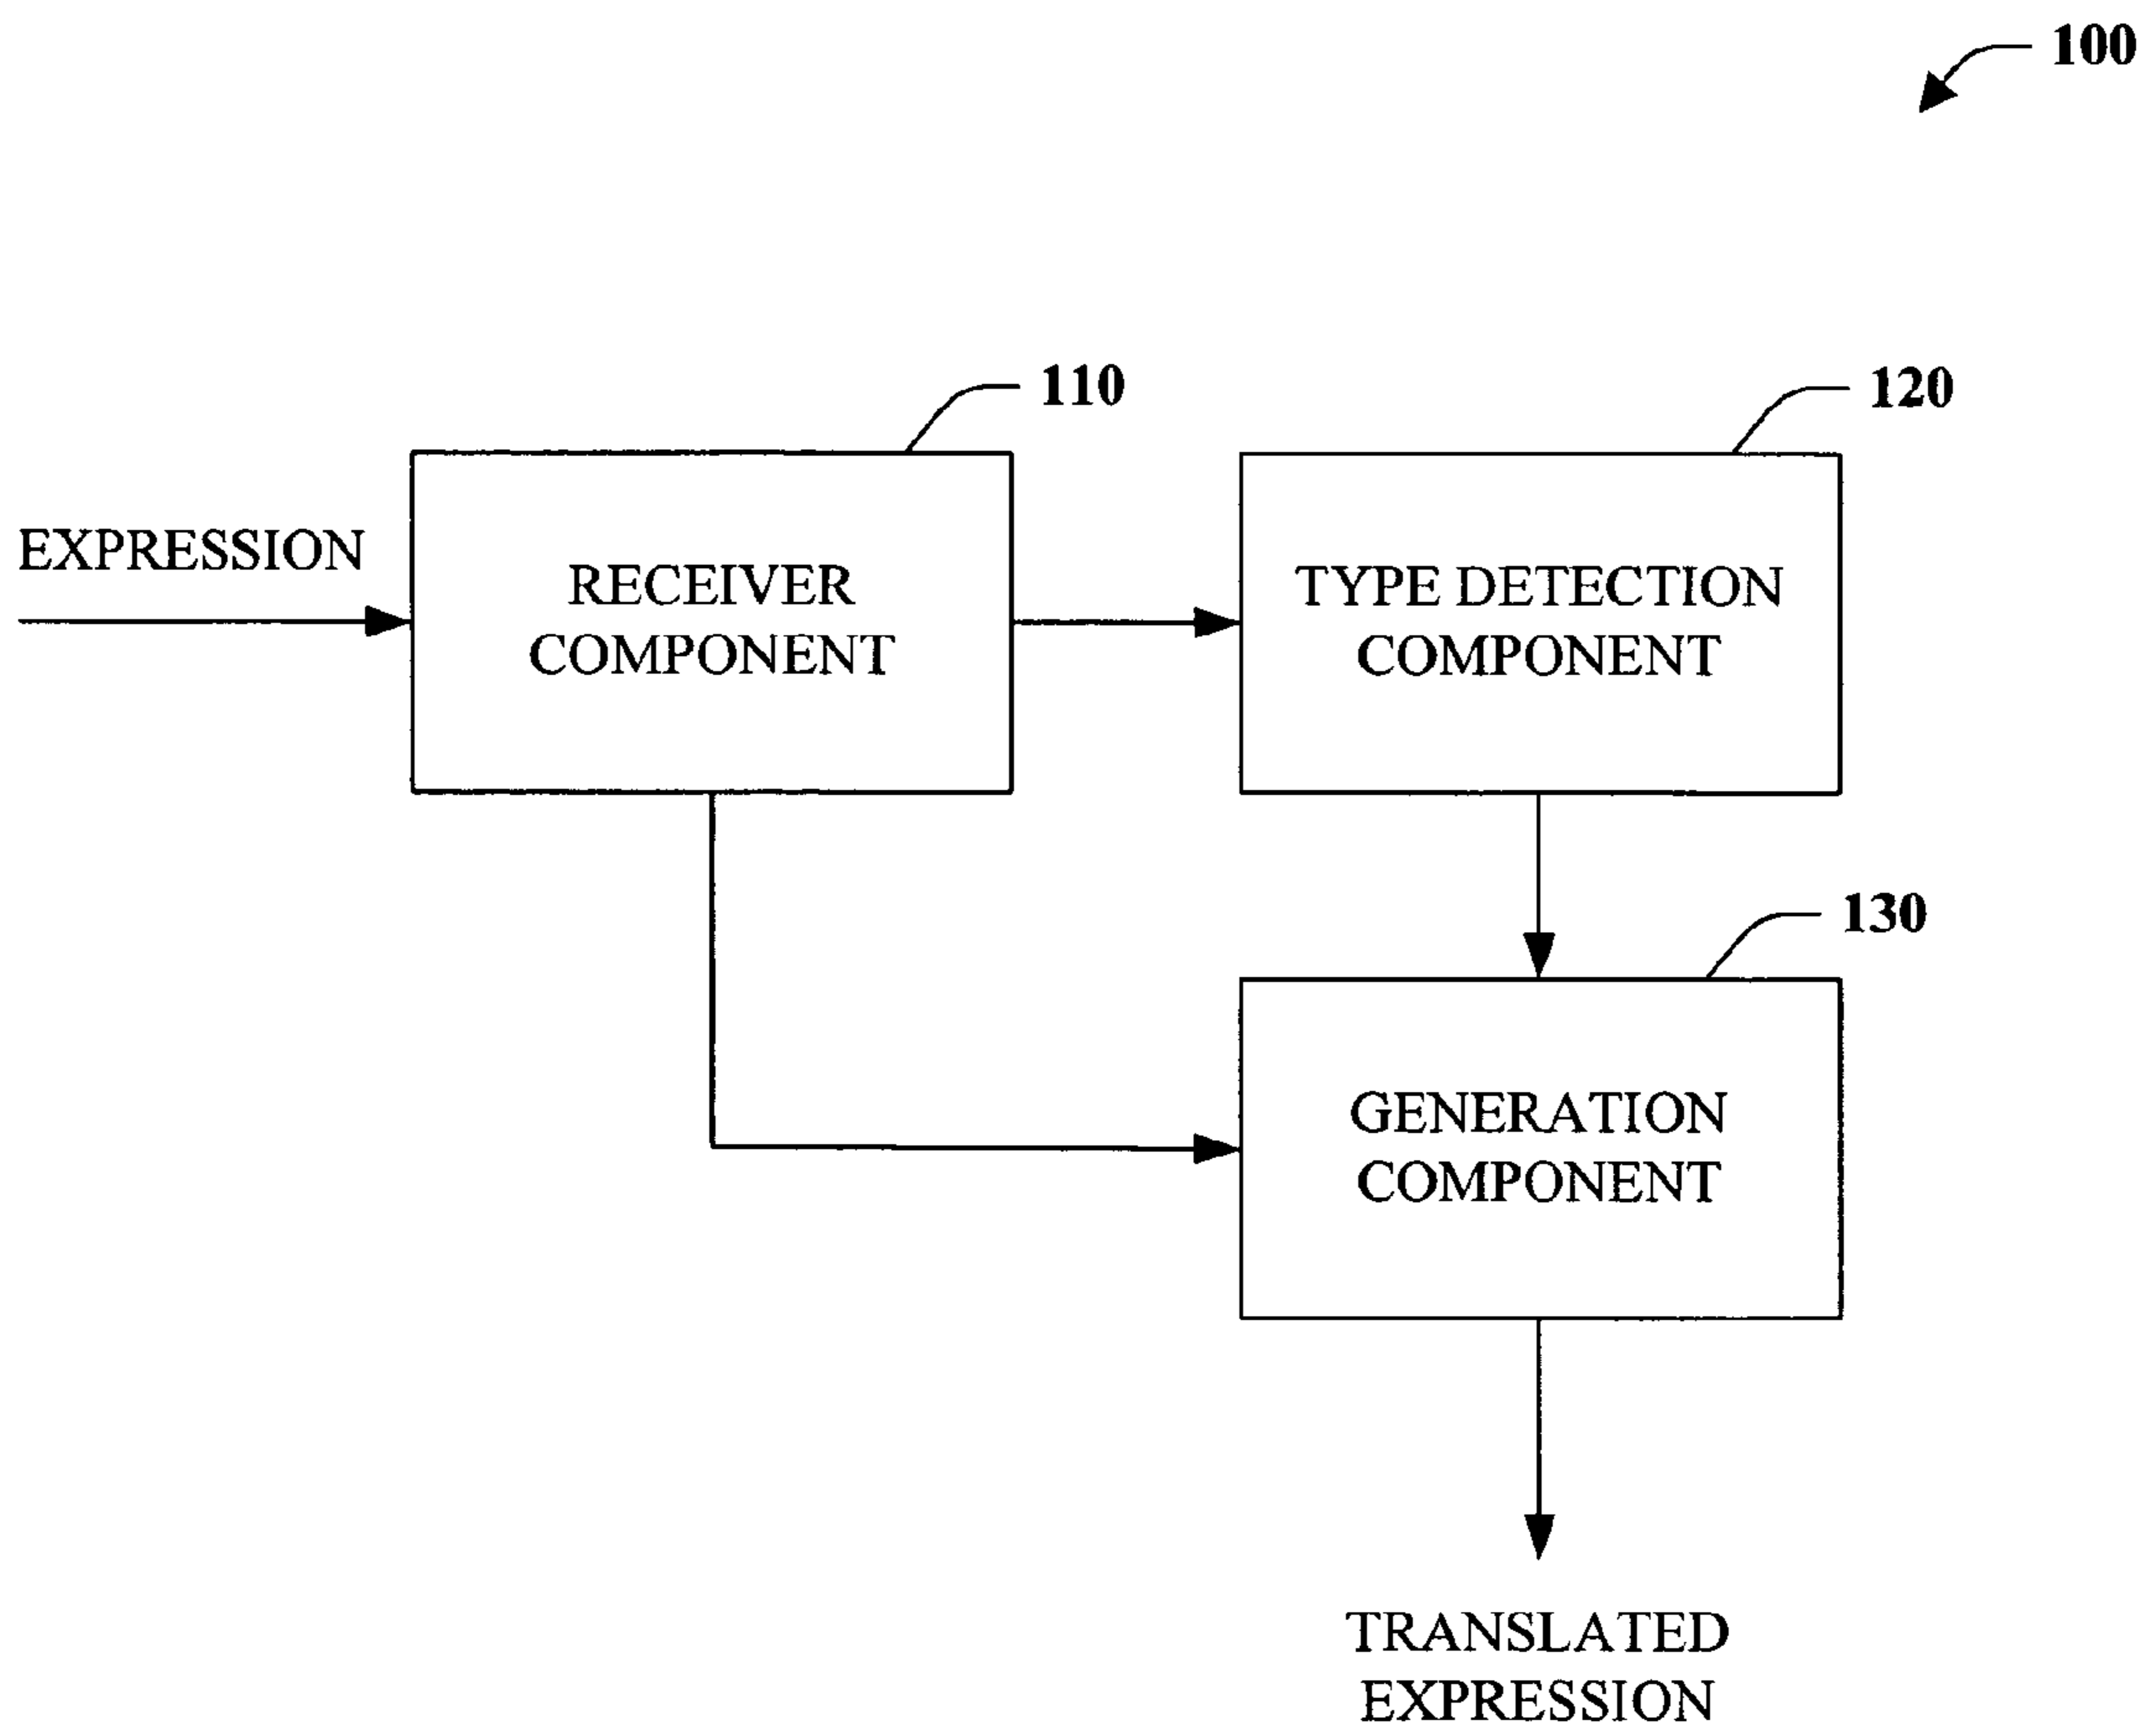 100
110
120
EXPRESSION
RECEIVER
COMPONENT
TYPE DETECTION
COMPONENT
130
GENERATION
COMPONENT
TRANSLATED
EXPRESSION